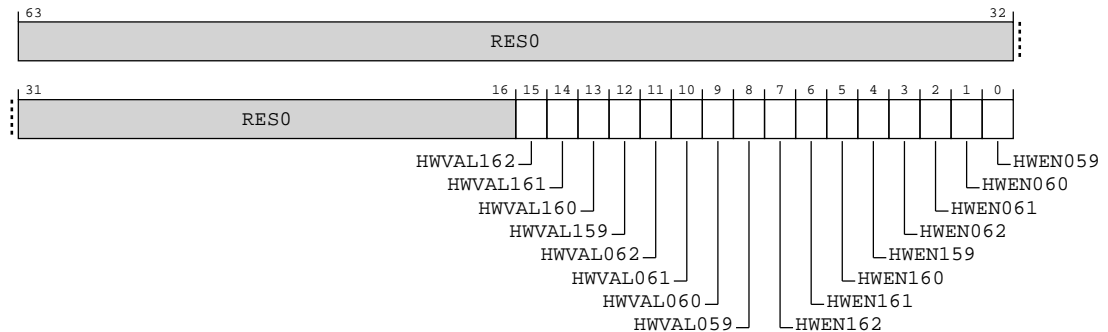 63 32
RES0
31 16 15 14 13 12 11 10 9 8 7 6 5 4 3 2 1 0
RES0
HWVAL162 HWEN059
HWVAL161 HWEN060
HWVAL160 HWEN061
HWVAL159 HWEN062
HWVAL062 HWEN159
HWVAL061 HWEN160
HWVAL060 HWEN161
HWVAL059 HWEN162